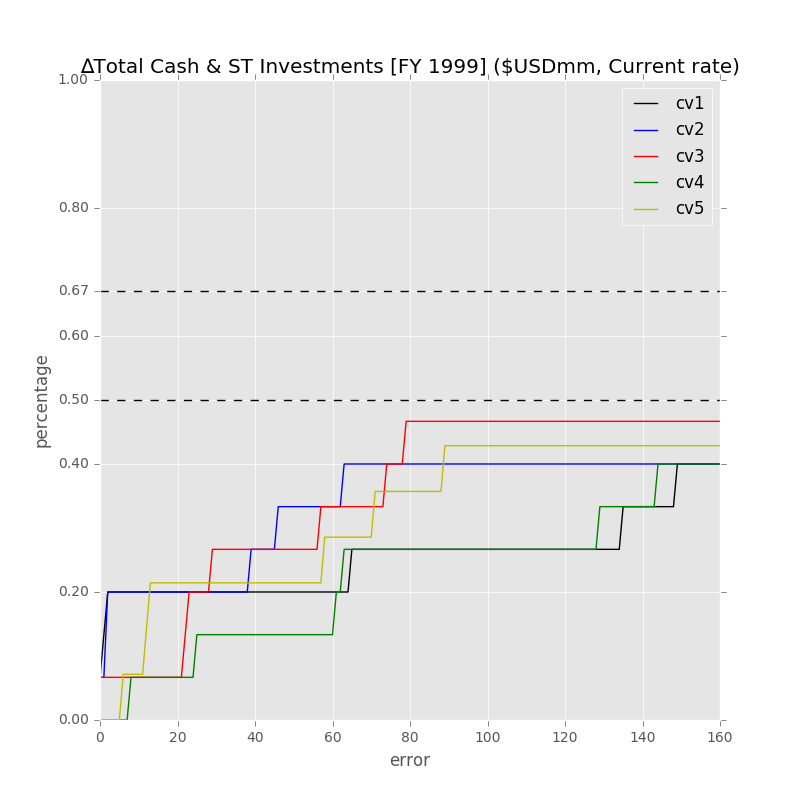 ΔTotal Cash & ST Investments [FY 1999] ($USDmm, Current rate)
1.00
0.80
0.67
0.60
0.50
0.40
0.20
0.00
percentage
cv1
cv2
cv3
cv4
cv5
0 20 40 60 80 100 120 140 160
error